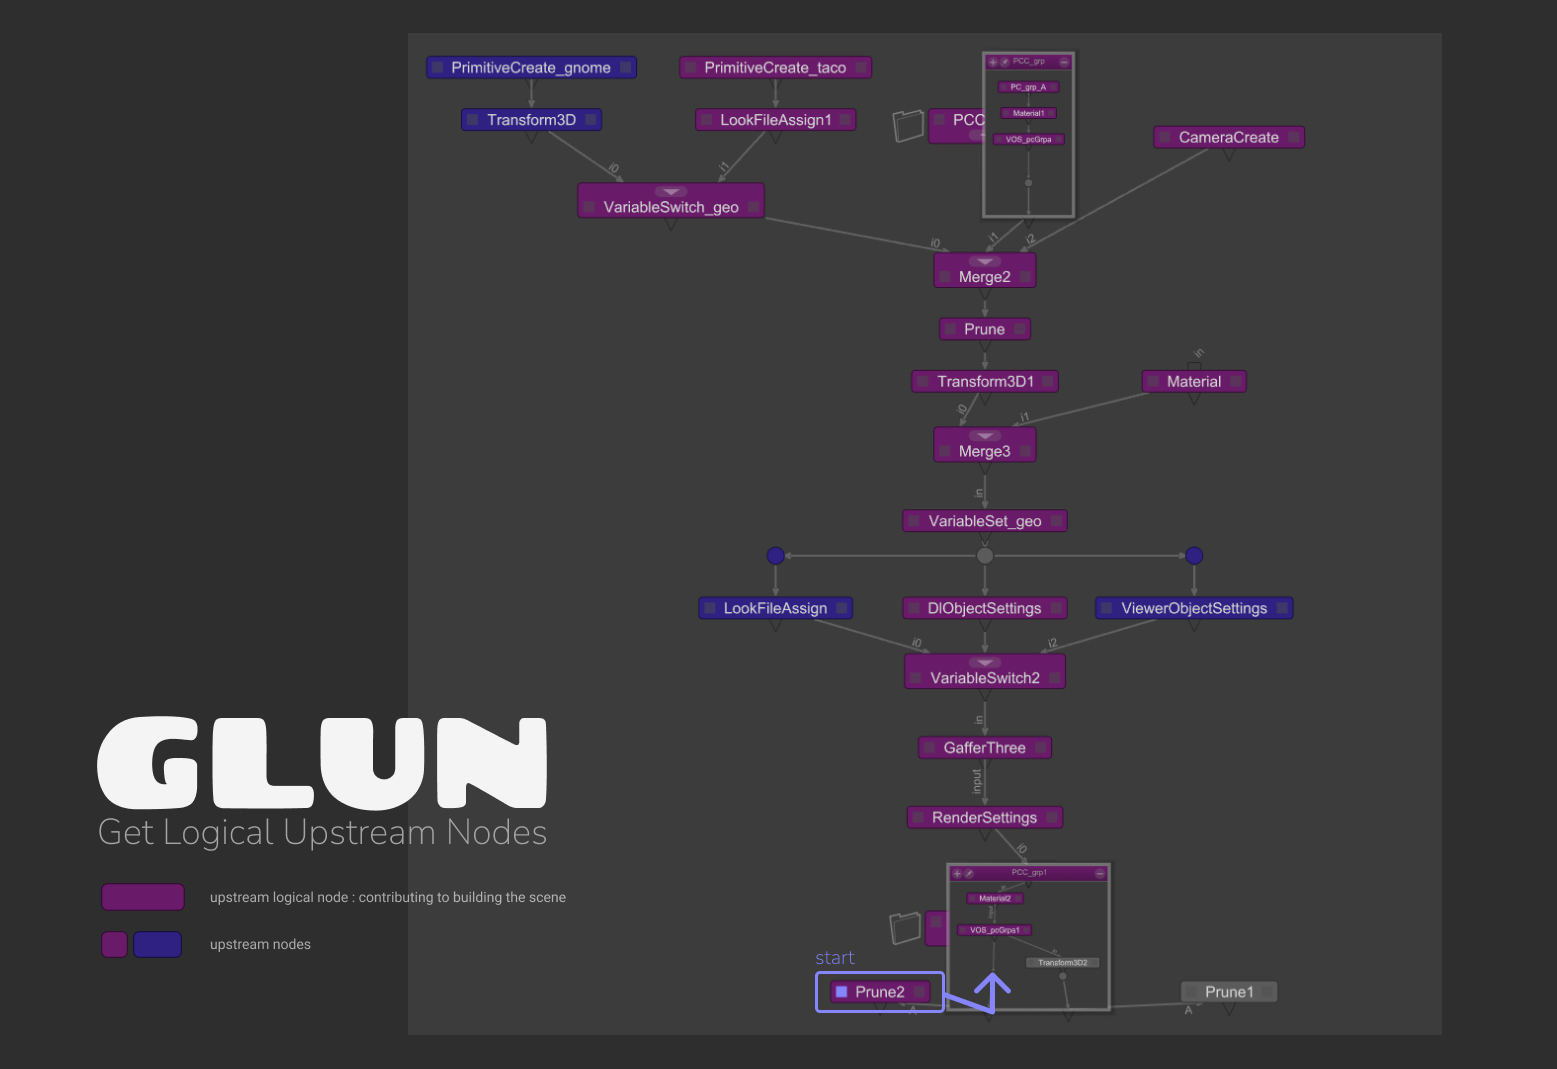 PrimitiveCreate_gnome
PrimitiveCreate_taco
PCC_grp
PC_grp_A
Transform3D
LookFileAssign1
PCC
Material1
VOS_pcGrpa
CameraCreate
i0
i1
VariableSwitch_geo
i0
i1
i2
Merge2
Prune
in
Transform3D1
Material
i0
i1
Merge3
in
VariableSet_geo
LookFileAssign
DlObjectSettings
ViewerObjectSettings
i0
i2
VariableSwitch2
in
GafferThree
input
RenderSettings
i0
GLUN
Get Logical Upstream Nodes
upstream logical node : contributing to building the scene
upstream nodes
PCC_grp1
Material2
input
VOS_pcGrpa1
Transform3D2
start
Prune2
Prune1
A
A